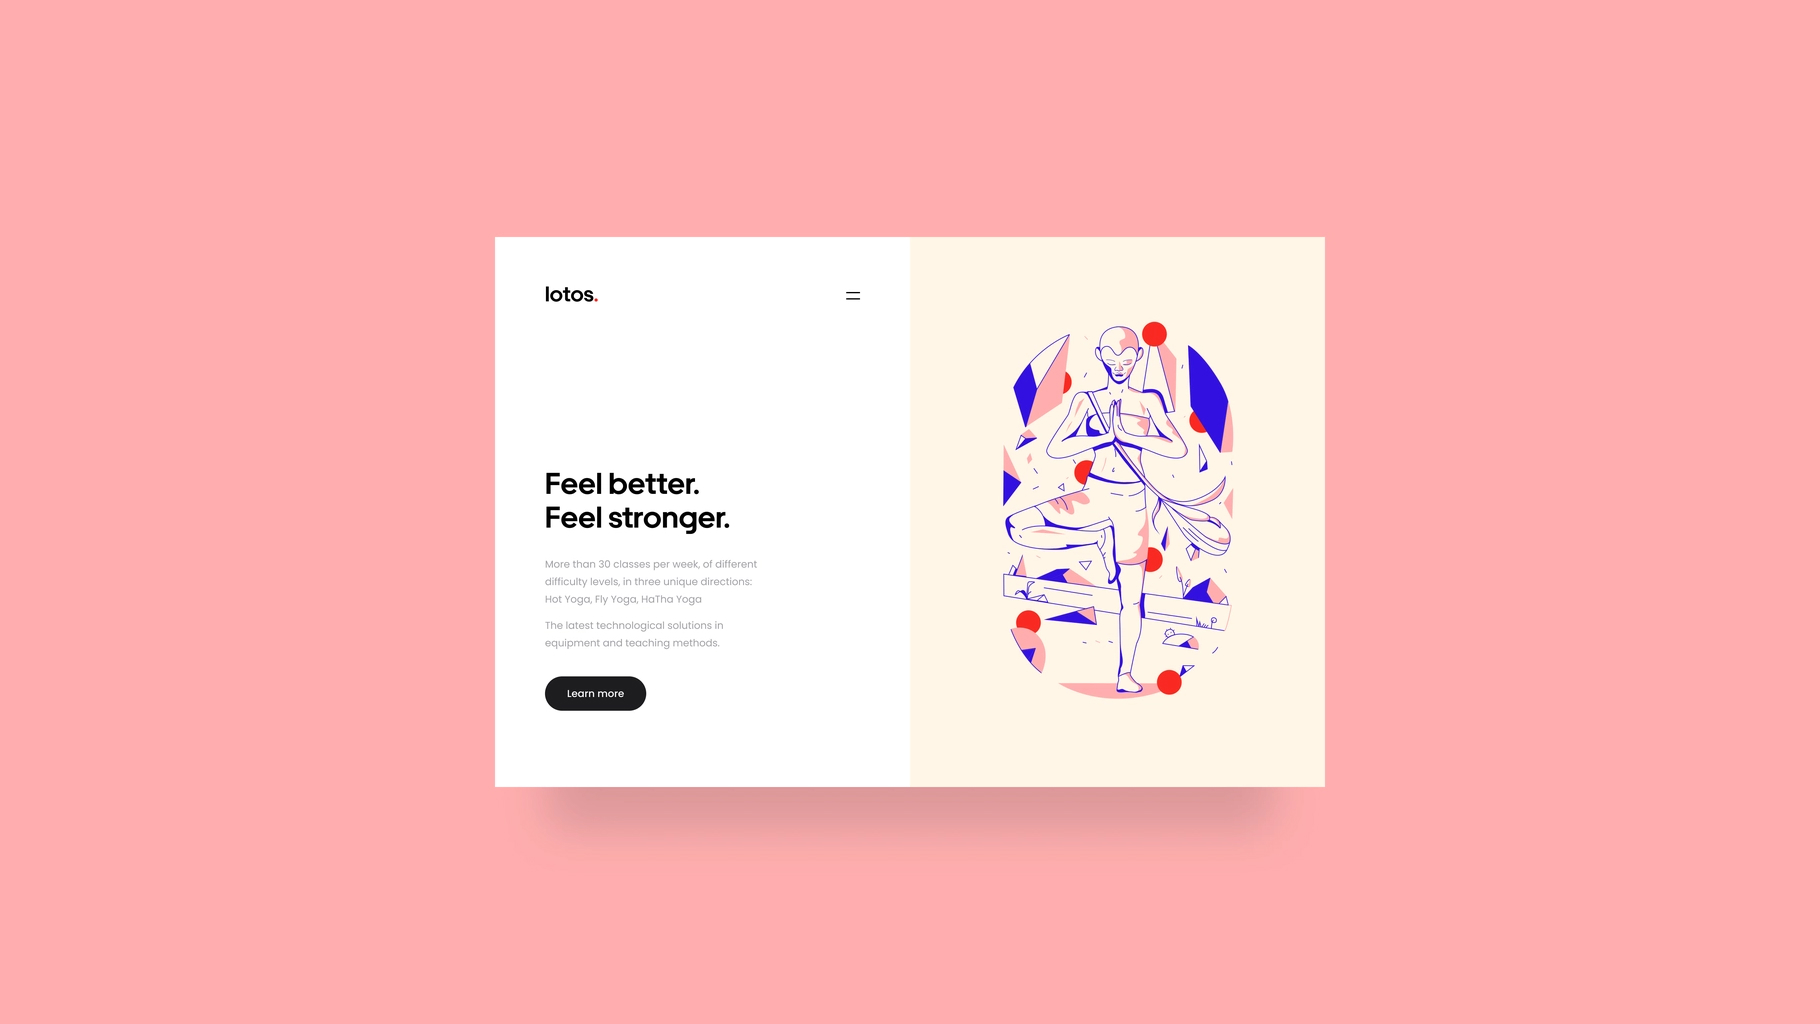 lotos.
Feel better.
Feel stronger.
More than 30 classes per week, of different
difficulty levels, in three unique directions:
Hot Yoga, Fly Yoga, HaTha Yoga
The latest technological solutions in
equipment and teaching methods.
Learn more